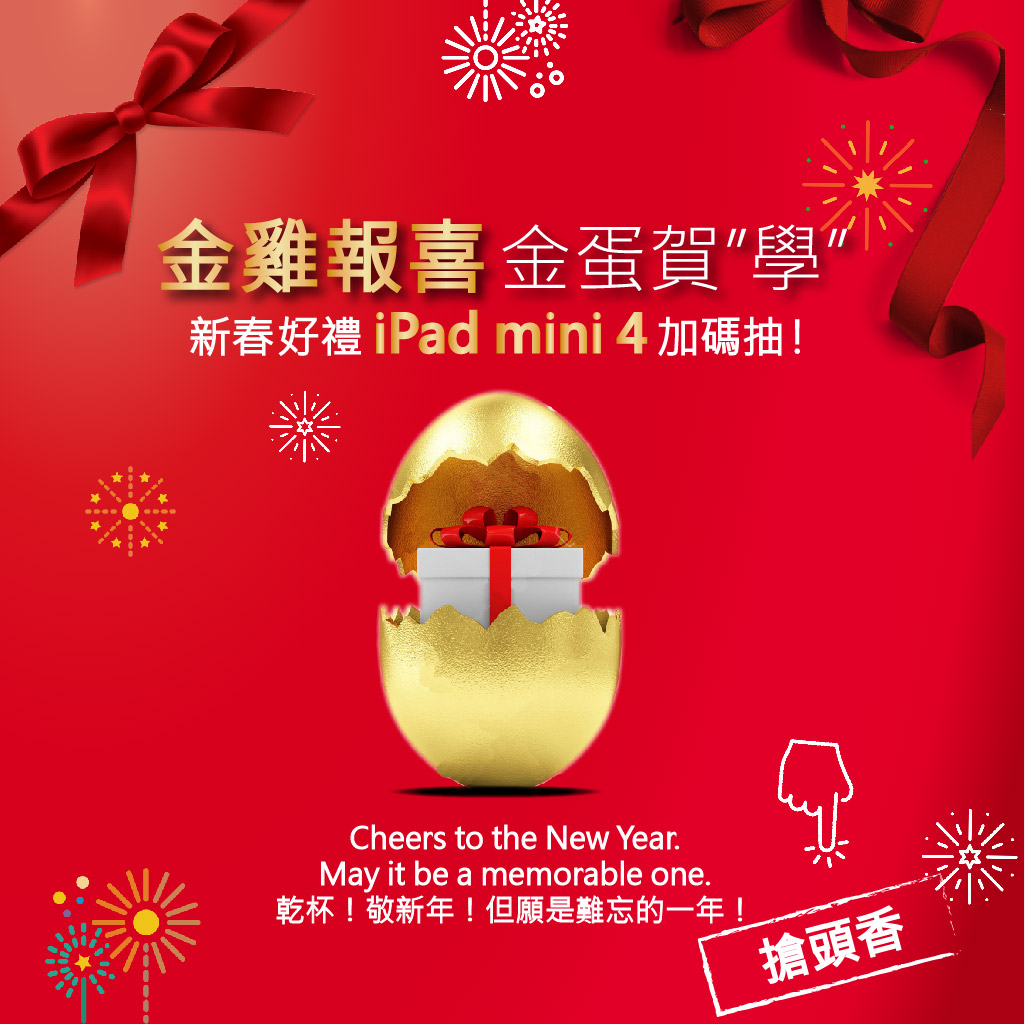 金雞報喜 金蛋賀"學"
新春好禮 iPad mini 4 加碼抽!
Cheers to the New Year.
May it be a memorable one.
乾杯！敬新年！但願是難忘的一年！
搶頭香